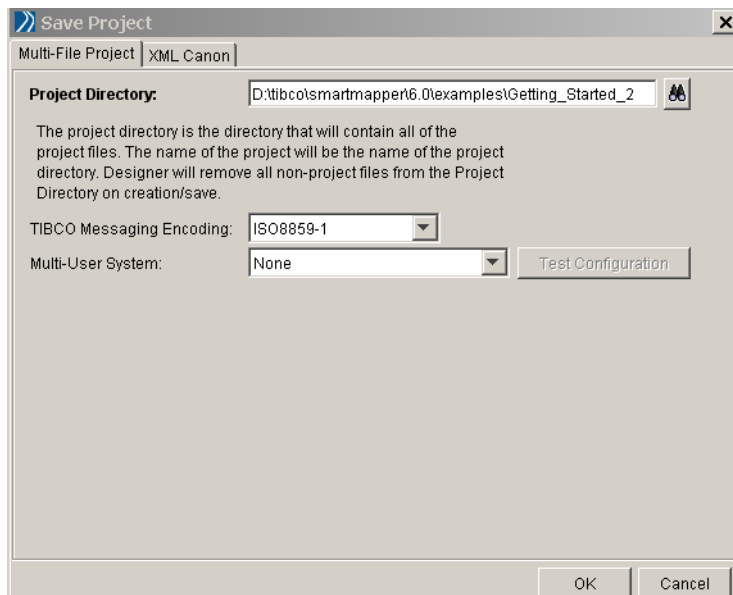 Save Project
Multi-File Project XML Canon
Project Directory: D:\tibco\smartmapper\6.0\examples\Getting_Started_2
The project directory is the directory that will contain all of the
project files. The name of the project will be the name of the project
directory. Designer will remove all non-project files from the Project
Directory on creation/save.
TIBCO Messaging Encoding: ISO8859-1
Multi-User System: None Test Configuration
OK Cancel